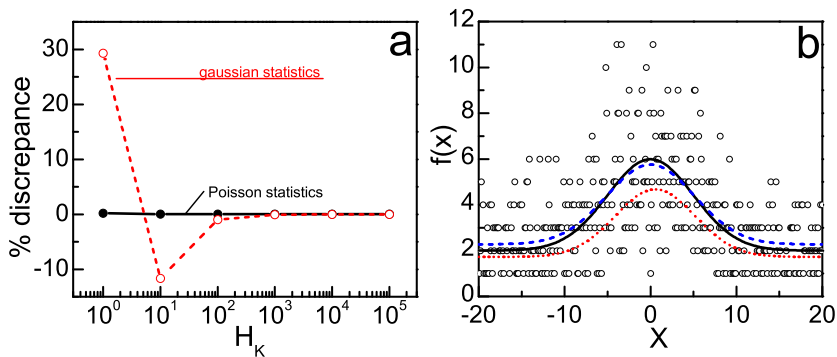 a
% discrepance
30
20
10
0
-10
gaussian statistics
Poisson statistics
10^0 10^1 10^2 10^3 10^4 10^5
H_K
b
f(x)
12
10
8
6
4
2
0
-20 -10 0 10 20
X